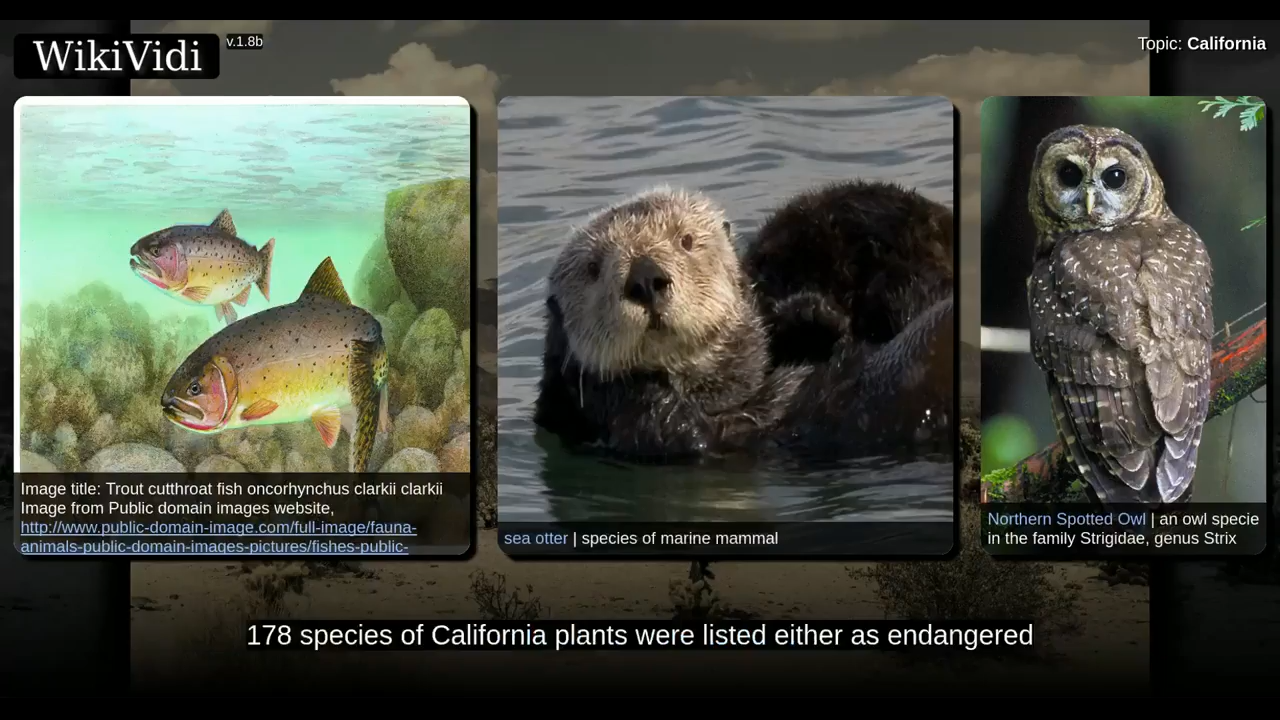 WikiVidi
v.1.8b
Topic: California
Image title: Trout cutthroat fish oncorhynchus clarkii clarkii
Image from Public domain images website,
http://www.public-domain-image.com/full-image/fauna-
animals-public-domain-images-pictures/fishes-public-
sea otter | species of marine mammal
Northern Spotted Owl | an owl specie
in the family Strigidae, genus Strix
178 species of California plants were listed either as endangered